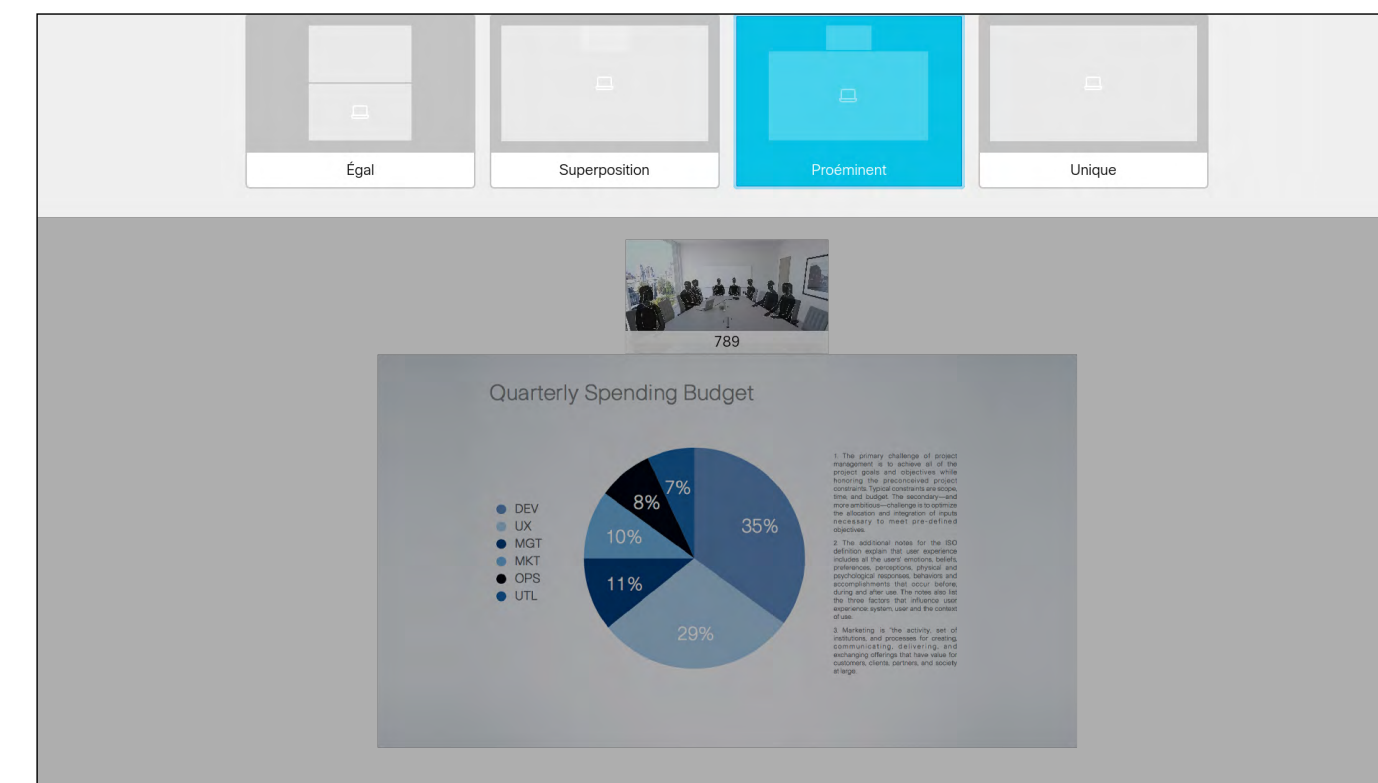 Égal
Superposition
Proéminent
Unique
789
Quarterly Spending Budget
DEV
UX
MGT
MKT
OPS
UTL
7%
8%
35%
10%
11%
29%
1. The primary challenge of project
management is to achieve all of the
project goals and objectives while
honoring the preconceived project
constraints. Typical constraints are scope,
time, and budget. The secondary—and
more ambitious—challenge is to optimize
the allocation and integration of inputs
necessary to meet pre-defined
objectives.
2. The additional notes for the ISO
definition explain that user experience
includes all the users' emotions, beliefs,
preferences, perceptions, physical and
psychological responses, behaviors and
accomplishments that occur before,
during and after use. The notes also list
the three factors that influence user
experience: system, user and the context
of use.
3. Marketing is "the activity, set of
institutions, and processes for creating,
communicating, delivering, and
exchanging offerings that have value for
customers, clients, partners, and society
at large.